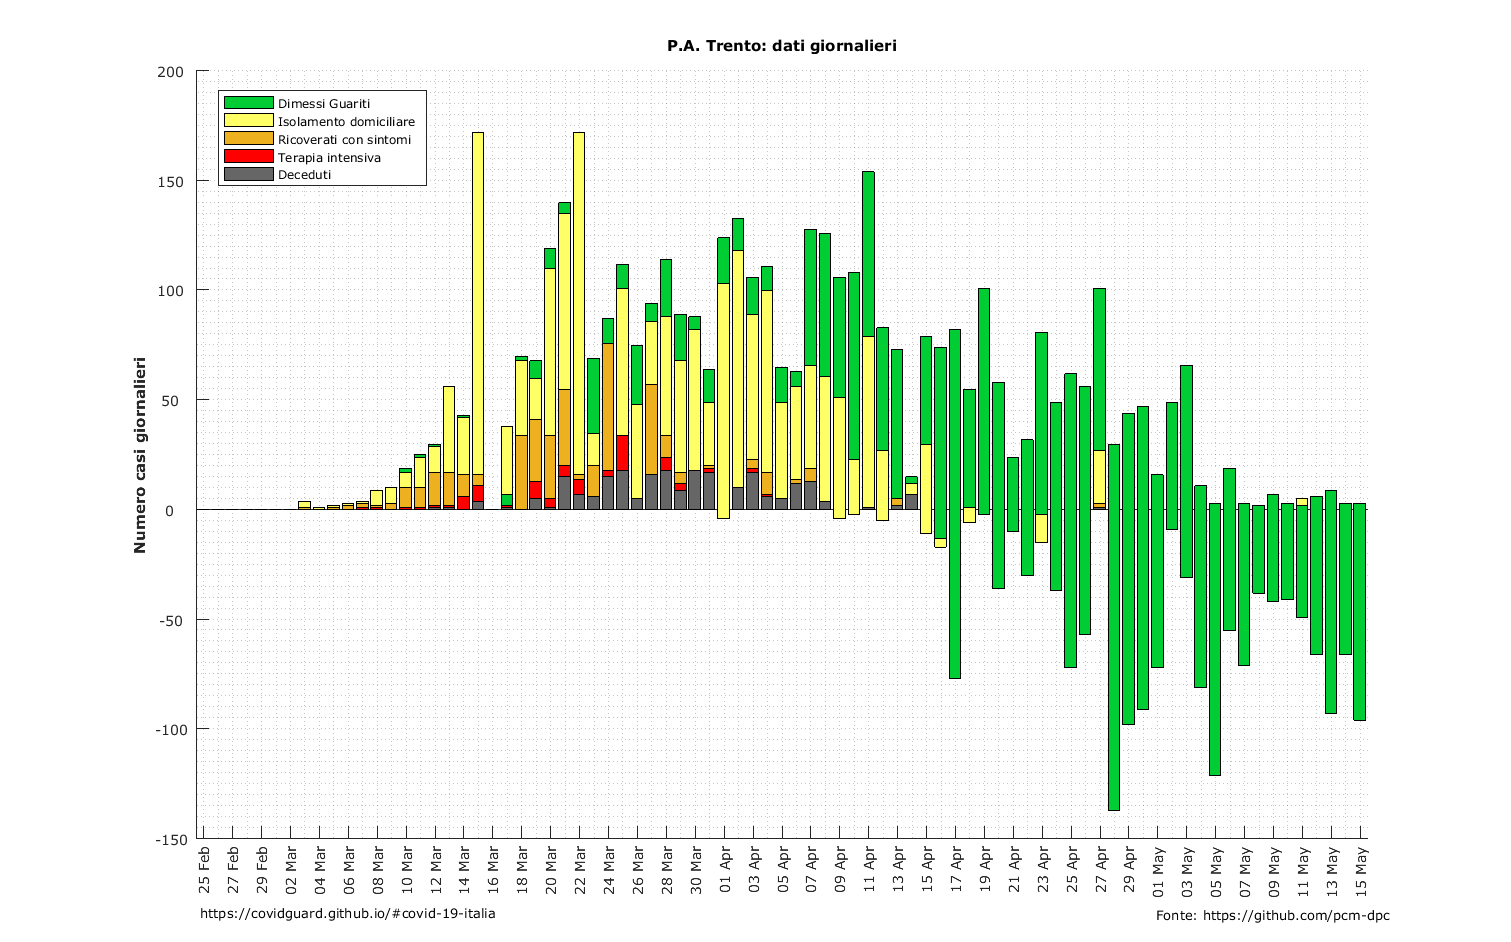 P.A. Trento: dati giornalieri
200
150
100
50
0
-50
-100
-150
Numero casi giornalieri
Dimessi Guariti
Isolamento domiciliare
Ricoverati con sintomi
Terapia intensiva
Deceduti
25 Feb
27 Feb
29 Feb
02 Mar
04 Mar
06 Mar
08 Mar
10 Mar
12 Mar
14 Mar
16 Mar
18 Mar
20 Mar
22 Mar
24 Mar
26 Mar
28 Mar
30 Mar
01 Apr
03 Apr
05 Apr
07 Apr
09 Apr
11 Apr
13 Apr
15 Apr
17 Apr
19 Apr
21 Apr
23 Apr
25 Apr
27 Apr
29 Apr
01 May
03 May
05 May
07 May
09 May
11 May
13 May
15 May
https://covidguard.github.io/#covid-19-italia
Fonte: https://github.com/pcm-dpc